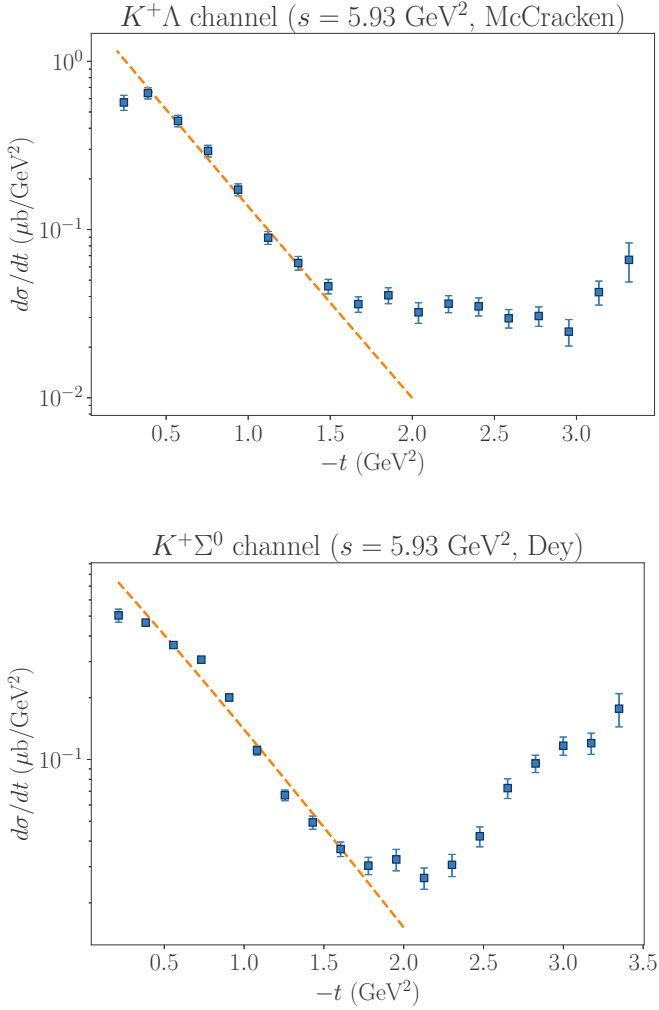 K⁺Λ channel (s = 5.93 GeV², McCracken)
10⁰
10⁻¹
10⁻²
dσ/dt (μb/GeV²)
0.5 1.0 1.5 2.0 2.5 3.0
−t (GeV²)
K⁺Σ⁰ channel (s = 5.93 GeV², Dey)
10⁻¹
dσ/dt (μb/GeV²)
0.5 1.0 1.5 2.0 2.5 3.0 3.5
−t (GeV²)